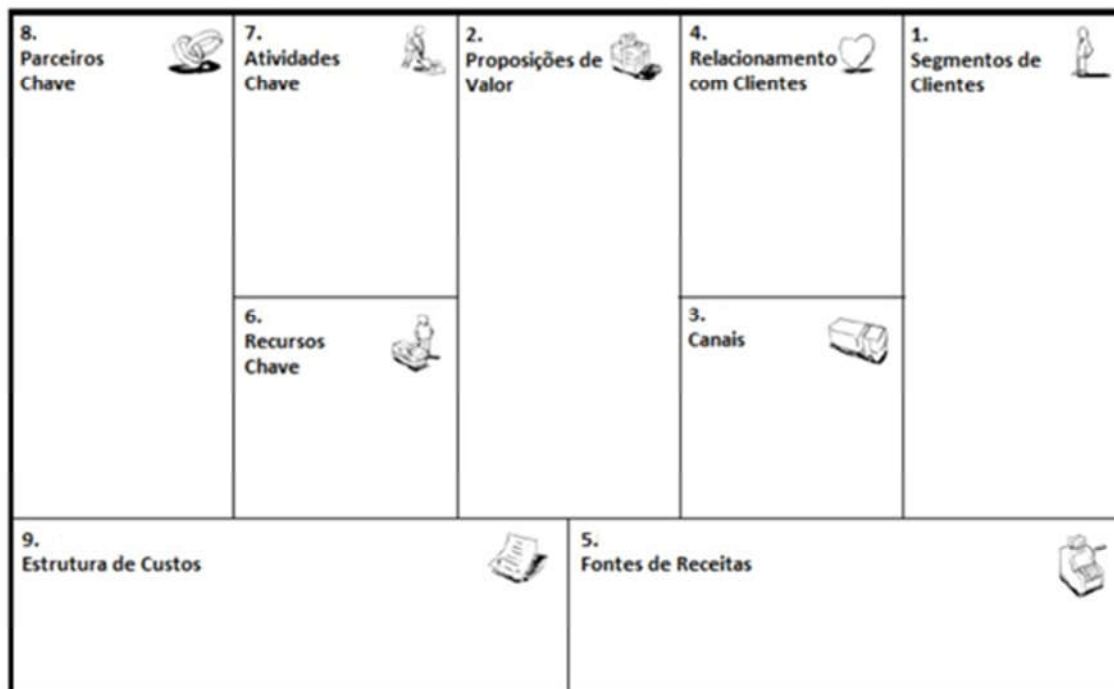 8.
Parceiros
Chave
7.
Atividades
Chave
2.
Proposições de
Valor
4.
Relacionamento
com Clientes
1.
Segmentos de
Clientes
6.
Recursos
Chave
3.
Canais
9.
Estrutura de Custos
5.
Fontes de Receitas